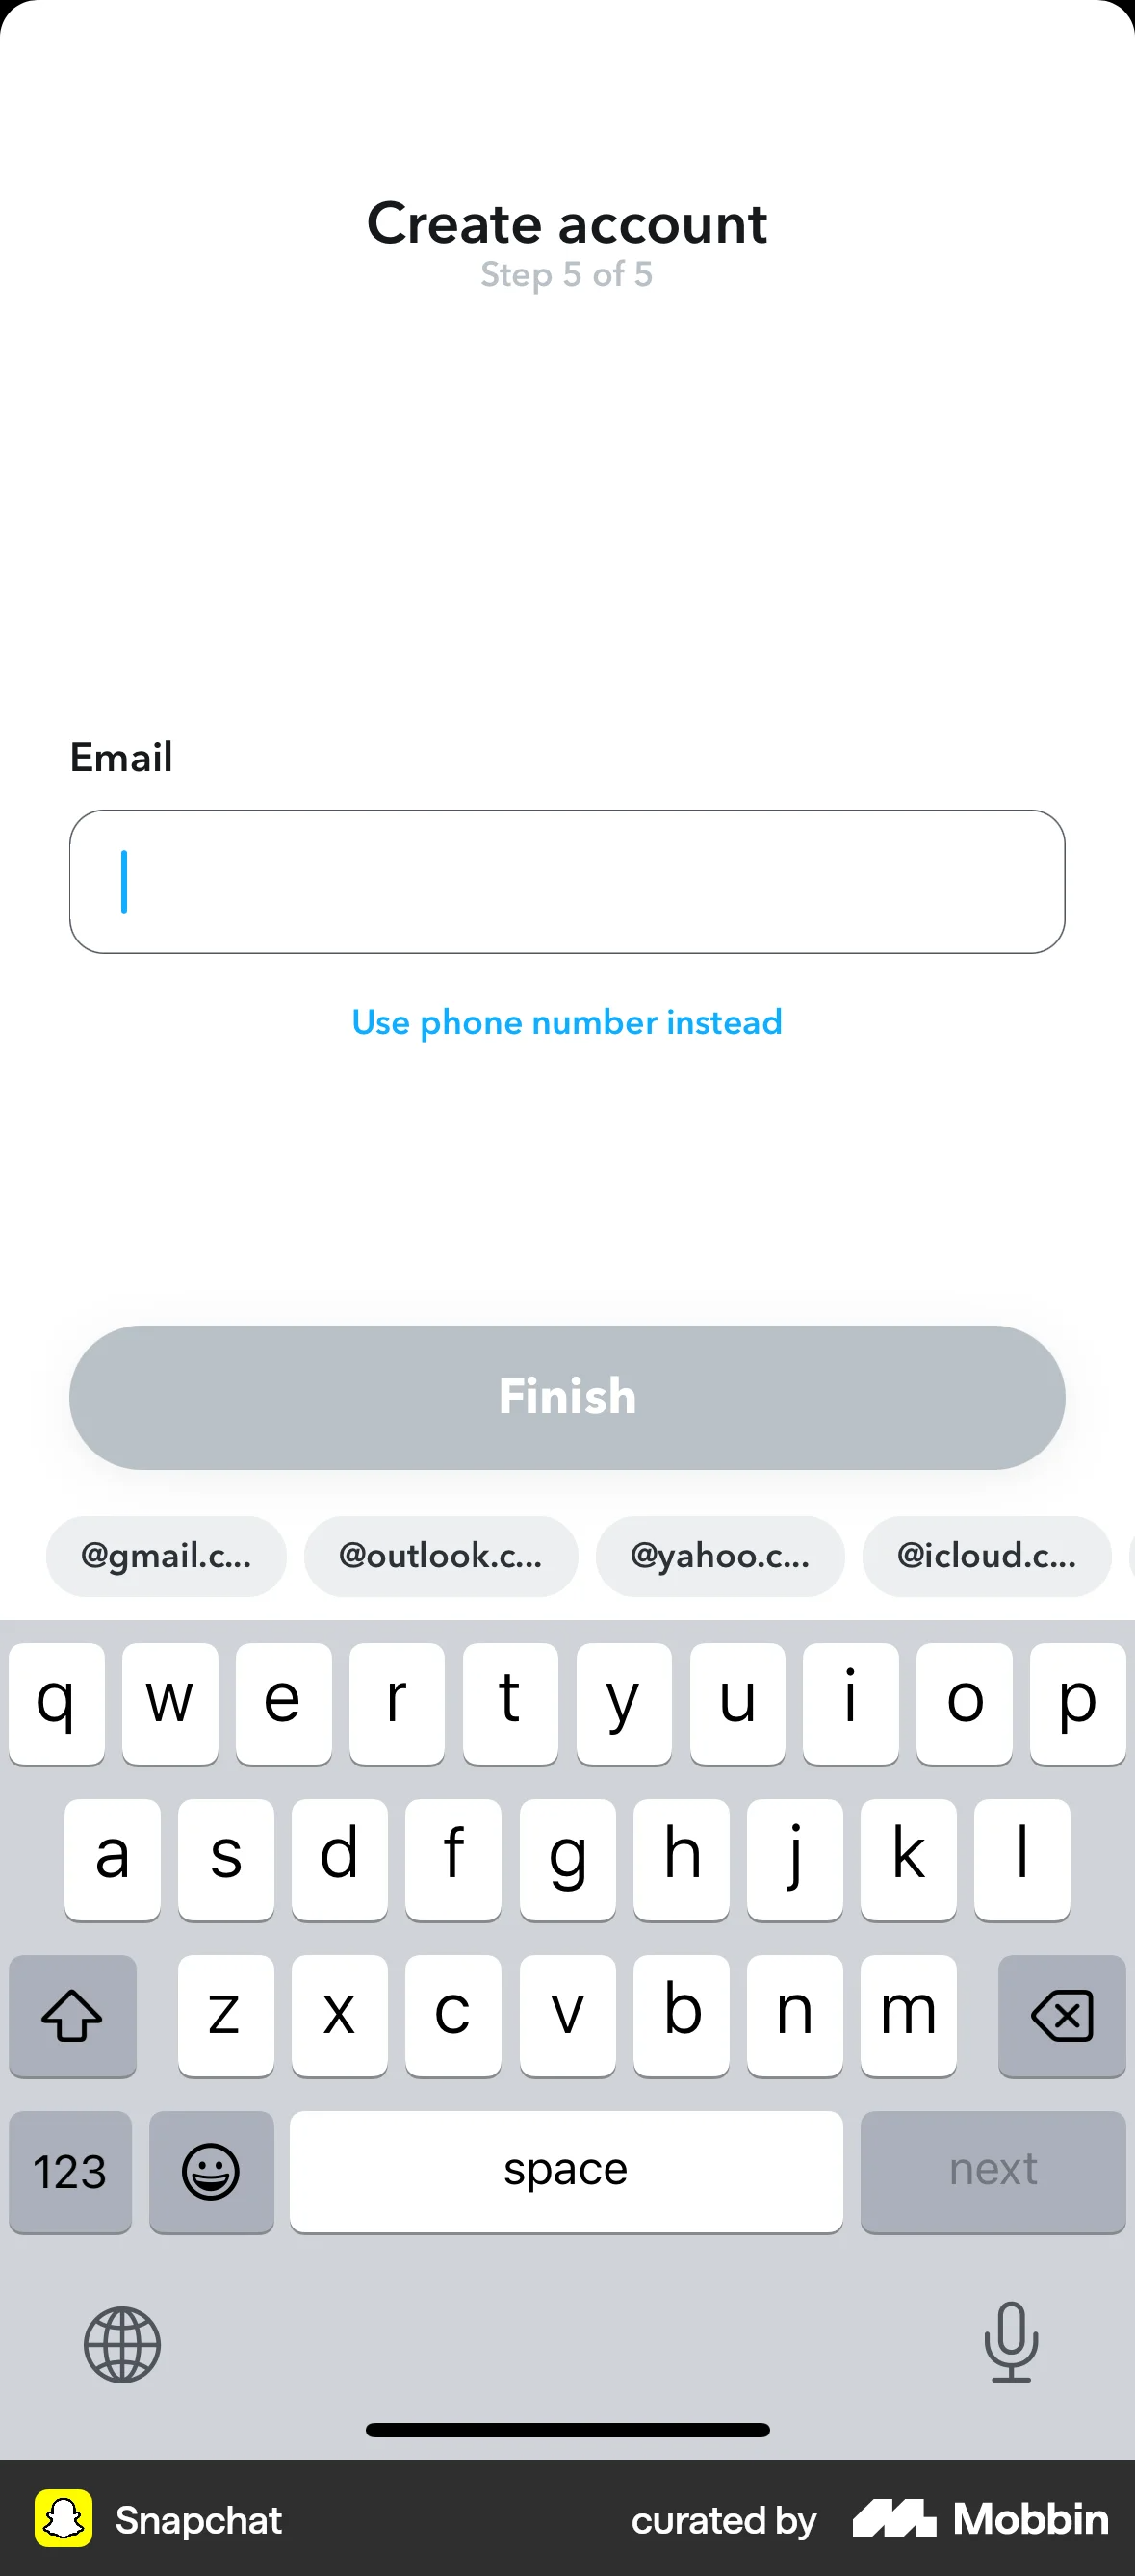 Create account
Step 5 of 5
Email
Use phone number instead
Finish
@gmail.c... @outlook.c... @yahoo.c... @icloud.c...
q w e r t y u i o p
a s d f g h j k l
z x c v b n m
123 space next
Snapchat curated by Mobbin